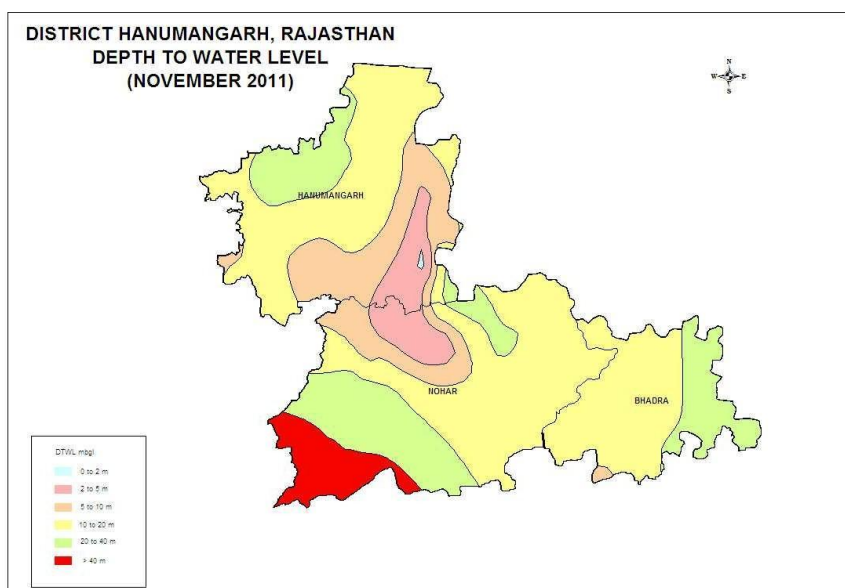 DISTRICT HANUMANGARH, RAJASTHAN
DEPTH TO WATER LEVEL
(NOVEMBER 2011)
N
W E
S
HANUMANGARH
NOHAR
BHADRA
DTWL mbgl
0 to 2 m
2 to 5 m
5 to 10 m
10 to 20 m
20 to 40 m
> 40 m